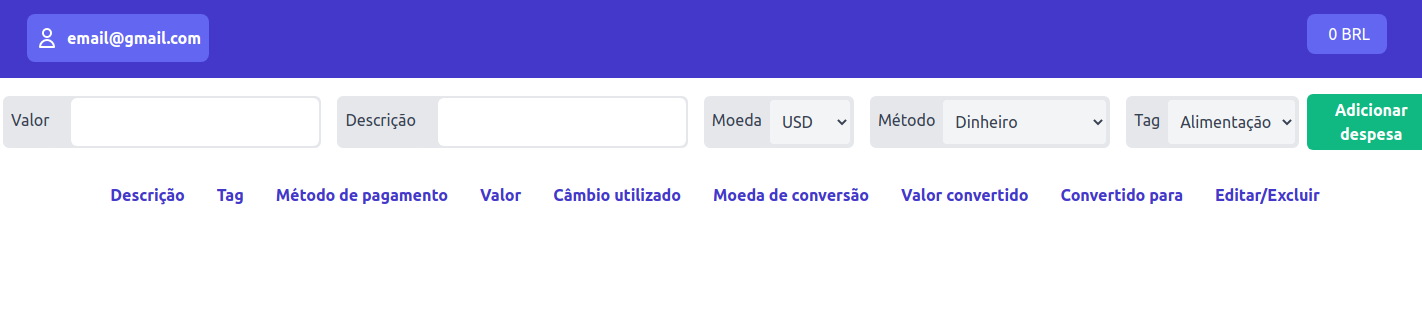 email@gmail.com
0 BRL
Valor
Descrição
Moeda USD
Método Dinheiro
Tag Alimentação
Adicionar
despesa
Descrição Tag Método de pagamento Valor Câmbio utilizado Moeda de conversão Valor convertido Convertido para Editar/Excluir